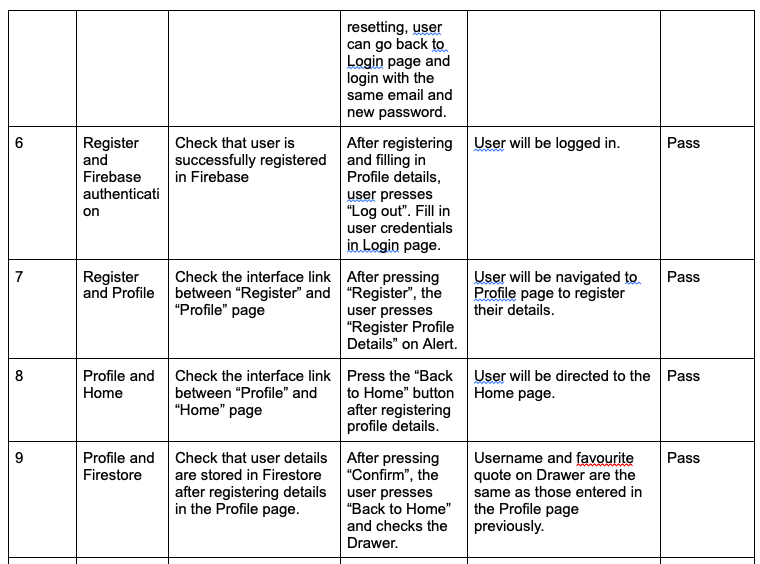 resetting, user
can go back to
Login page and
login with the
same email and
new password.
6
Register
and
Firebase
authenticati
on
Check that user is
successfully registered
in Firebase
After registering
and filling in
Profile details,
user presses
“Log out”. Fill in
user credentials
in Login page.
User will be logged in.
Pass
7
Register
and Profile
Check the interface link
between “Register” and
“Profile” page
After pressing
“Register”, the
user presses
“Register Profile
Details” on Alert.
User will be navigated to
Profile page to register
their details.
Pass
8
Profile and
Home
Check the interface link
between “Profile” and
“Home” page
Press the “Back
to Home” button
after registering
profile details.
User will be directed to the
Home page.
Pass
9
Profile and
Firestore
Check that user details
are stored in Firestore
after registering details
in the Profile page.
After pressing
“Confirm”, the
user presses
“Back to Home”
and checks the
Drawer.
Username and favourite
quote on Drawer are the
same as those entered in
the Profile page
previously.
Pass